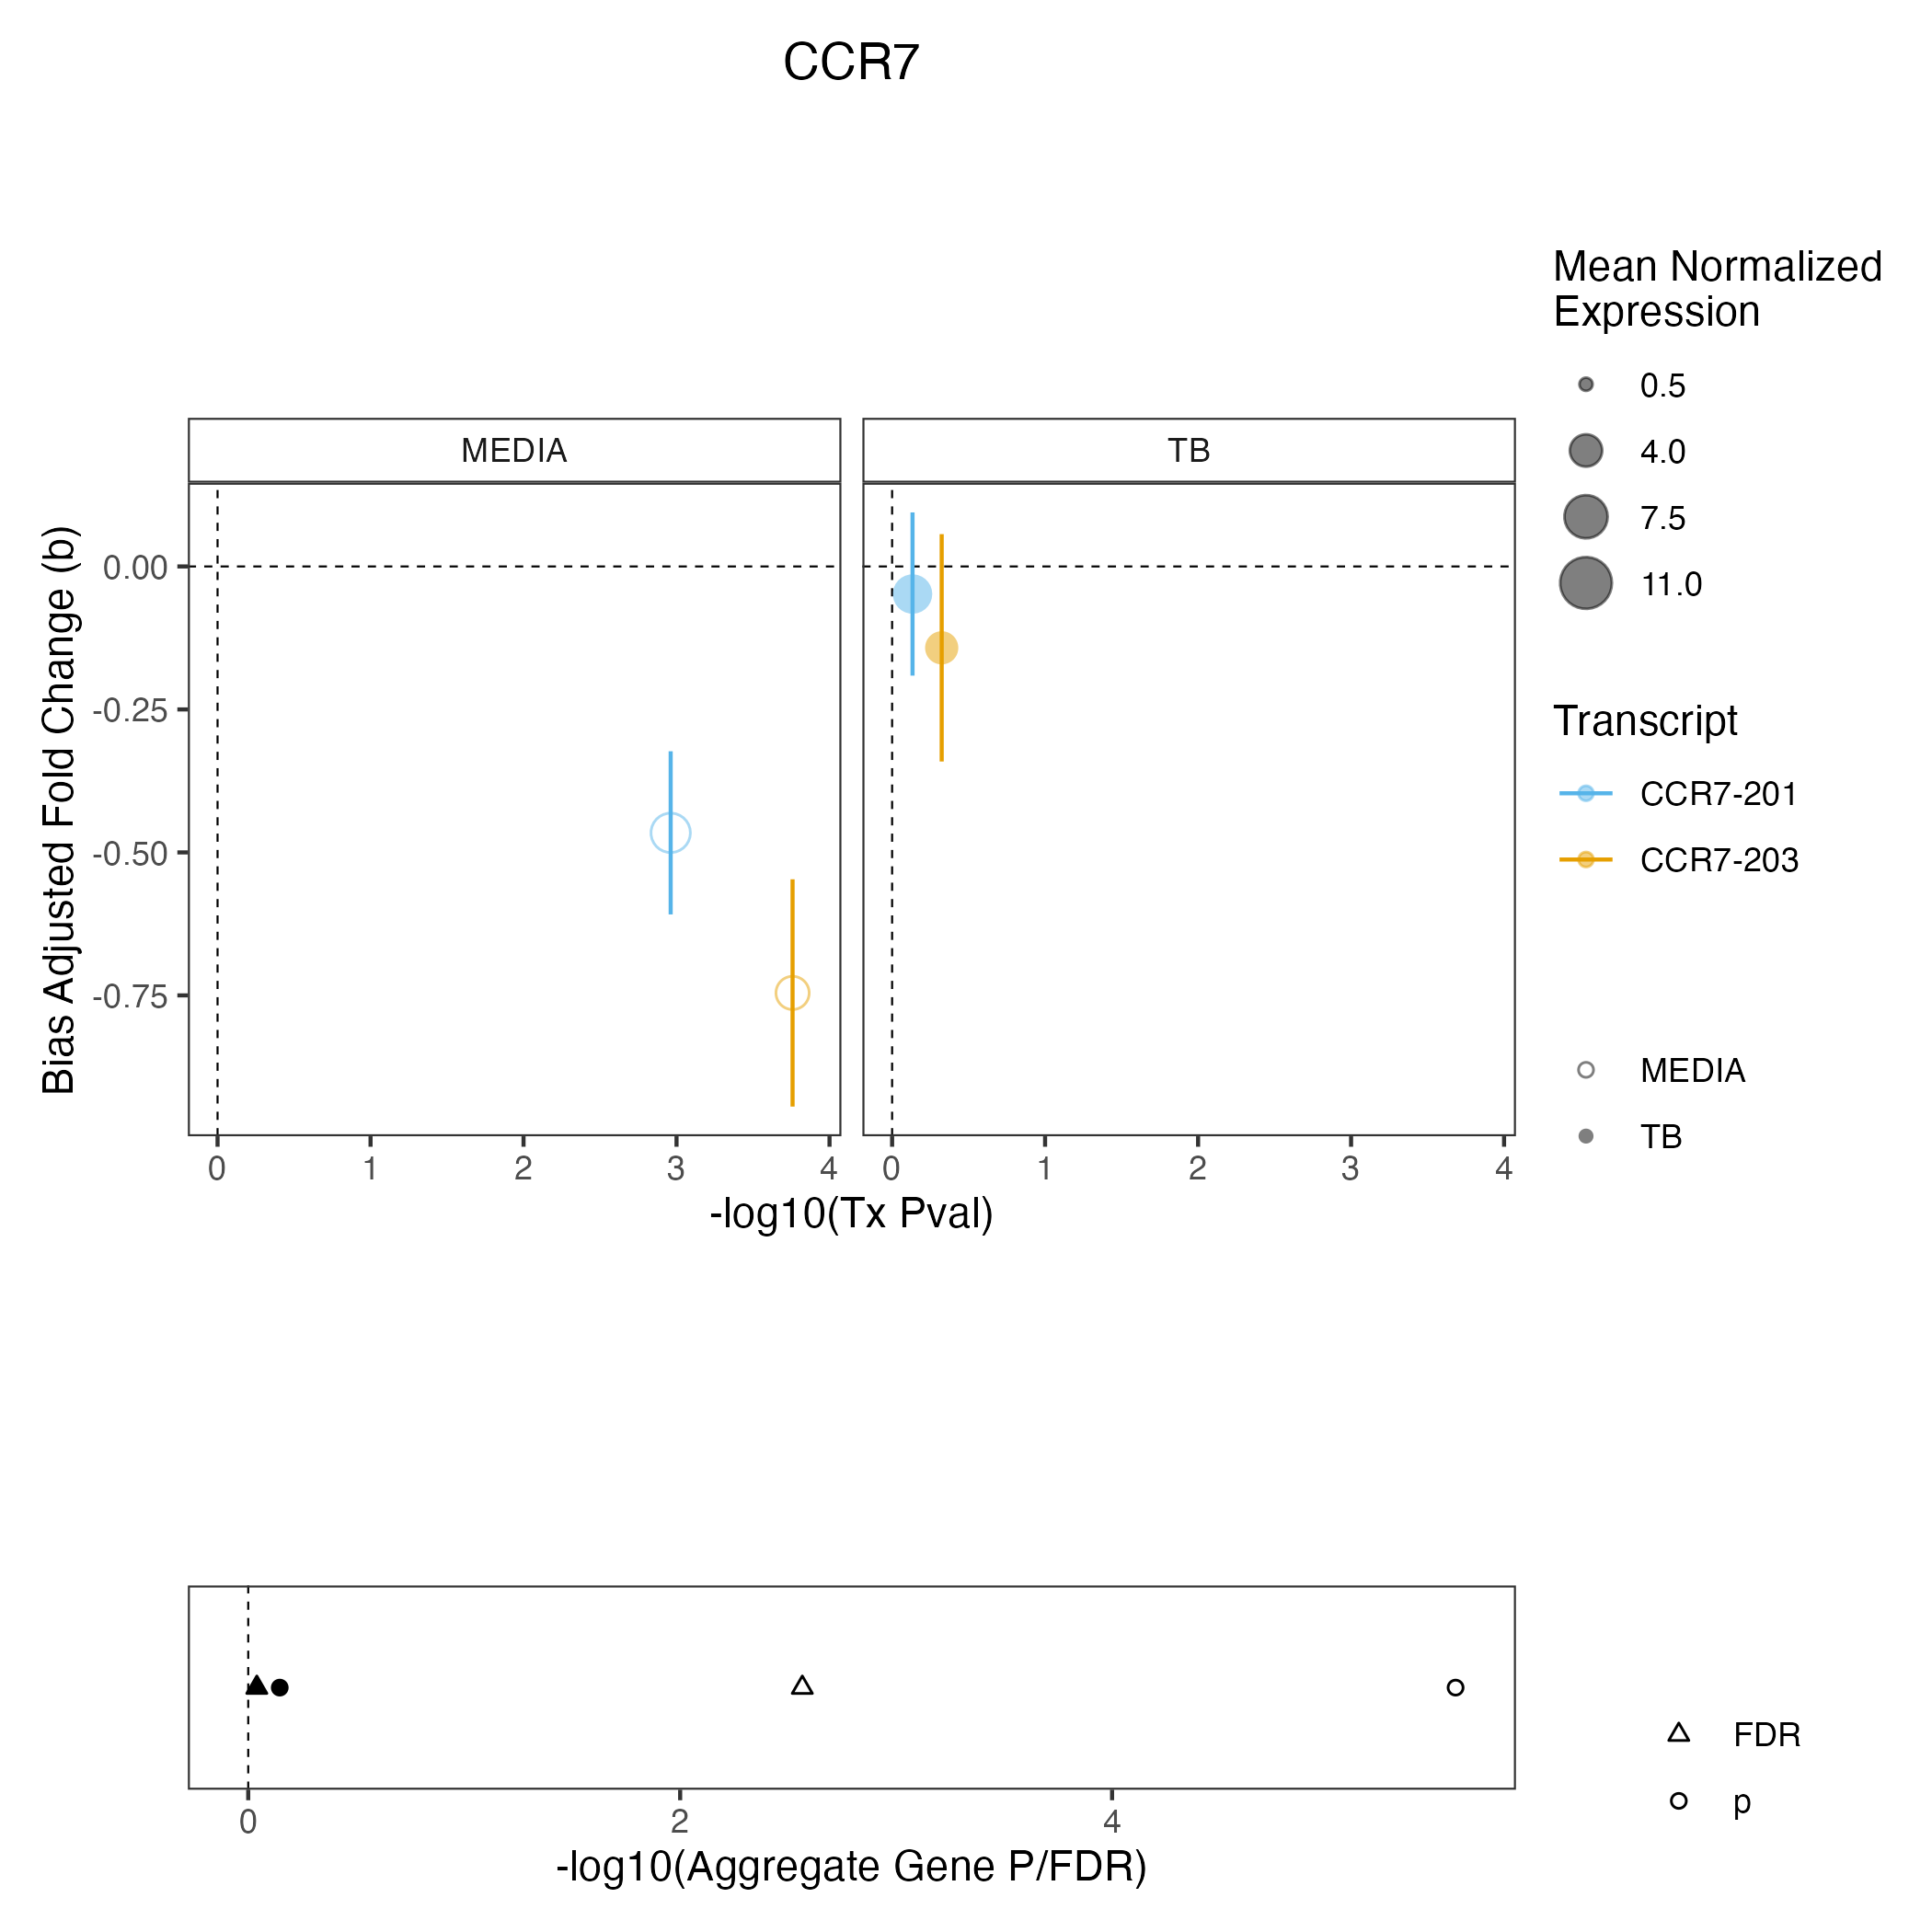 CCR7
MEDIA
TB
Bias Adjusted Fold Change (b)
0.00
-0.25
-0.50
-0.75
0 1 2 3 4
0 1 2 3 4
-log10(Tx Pval)
Mean Normalized
Expression
0.5
4.0
7.5
11.0
Transcript
CCR7-201
CCR7-203
MEDIA
TB
0 2 4
-log10(Aggregate Gene P/FDR)
FDR
p